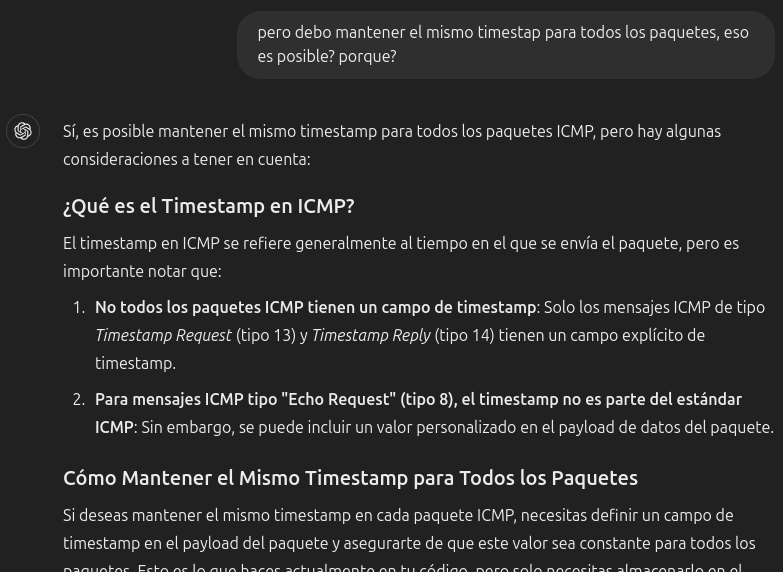 pero debo mantener el mismo timestap para todos los paquetes, eso
es posible? porque?
Sí, es posible mantener el mismo timestamp para todos los paquetes ICMP, pero hay algunas
consideraciones a tener en cuenta:
¿Qué es el Timestamp en ICMP?
El timestamp en ICMP se refiere generalmente al tiempo en el que se envía el paquete, pero es
importante notar que:
1. No todos los paquetes ICMP tienen un campo de timestamp: Solo los mensajes ICMP de tipo
Timestamp Request (tipo 13) y Timestamp Reply (tipo 14) tienen un campo explícito de
timestamp.
2. Para mensajes ICMP tipo "Echo Request" (tipo 8), el timestamp no es parte del estándar
ICMP: Sin embargo, se puede incluir un valor personalizado en el payload de datos del paquete.
Cómo Mantener el Mismo Timestamp para Todos los Paquetes
Si deseas mantener el mismo timestamp en cada paquete ICMP, necesitas definir un campo de
timestamp en el payload del paquete y asegurarte de que este valor sea constante para todos los
paquetes. Esto es lo que haces actualmente en tu código, pero solo necesitas almacenarlo en el